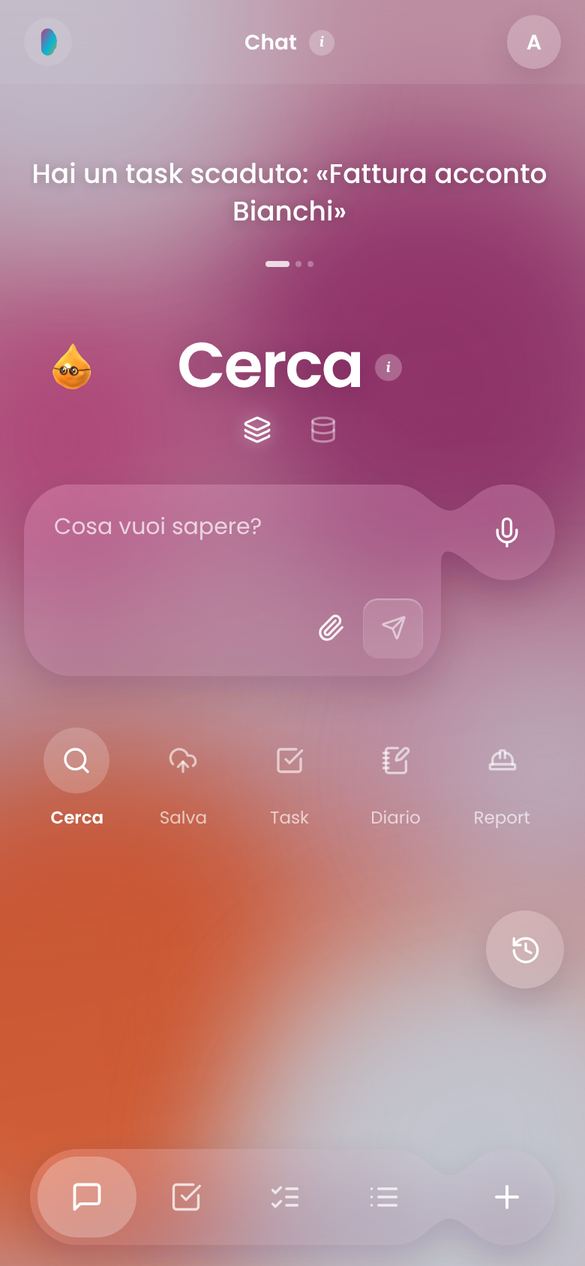 Chat i
A
Hai un task scaduto: «Fattura acconto
Bianchi»
Cerca i
Cosa vuoi sapere?
Cerca Salva Task Diario Report